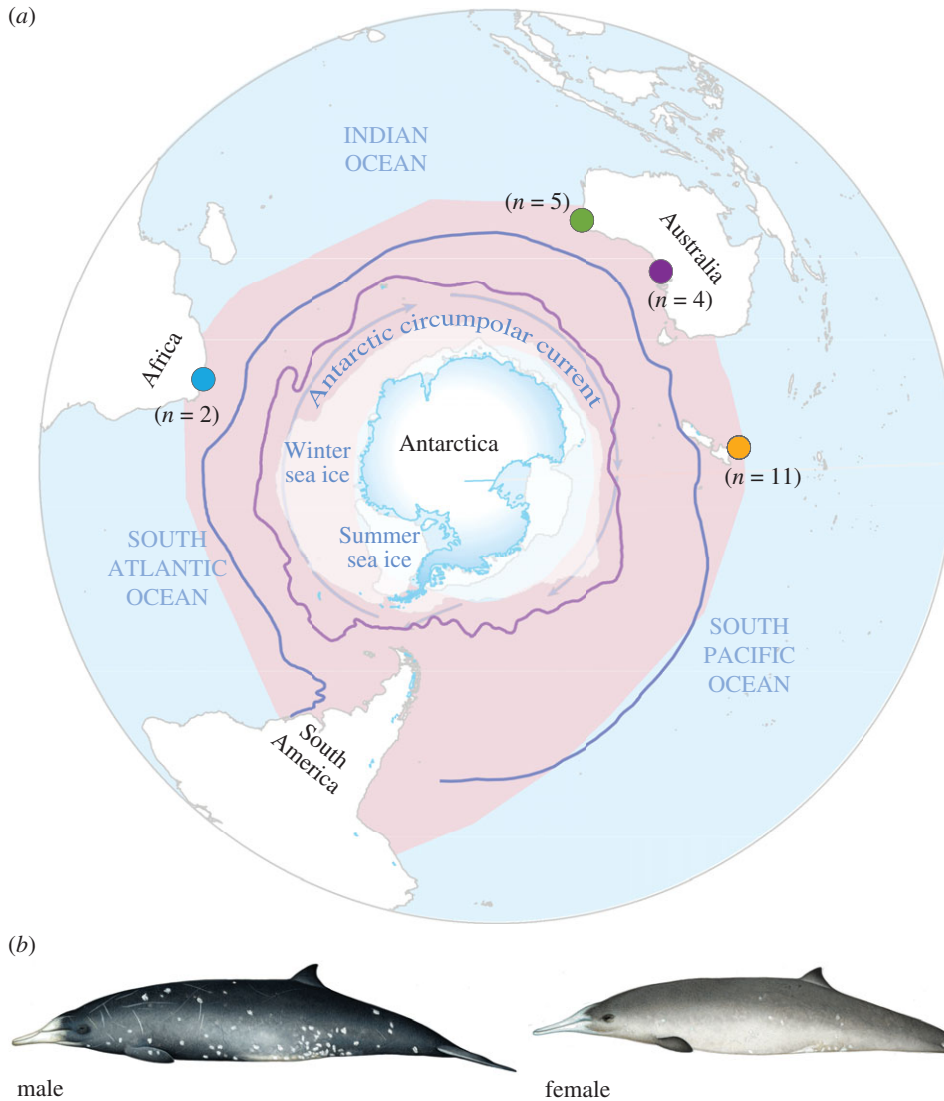 (a)
INDIAN
OCEAN
(n = 5)
Australia
(n = 4)
Africa
(n = 2)
Antarctic circumpolar current
Winter
sea ice
Antarctica
(n = 11)
Summer
sea ice
SOUTH
ATLANTIC
OCEAN
SOUTH
PACIFIC
OCEAN
South
America
(b)
male
female